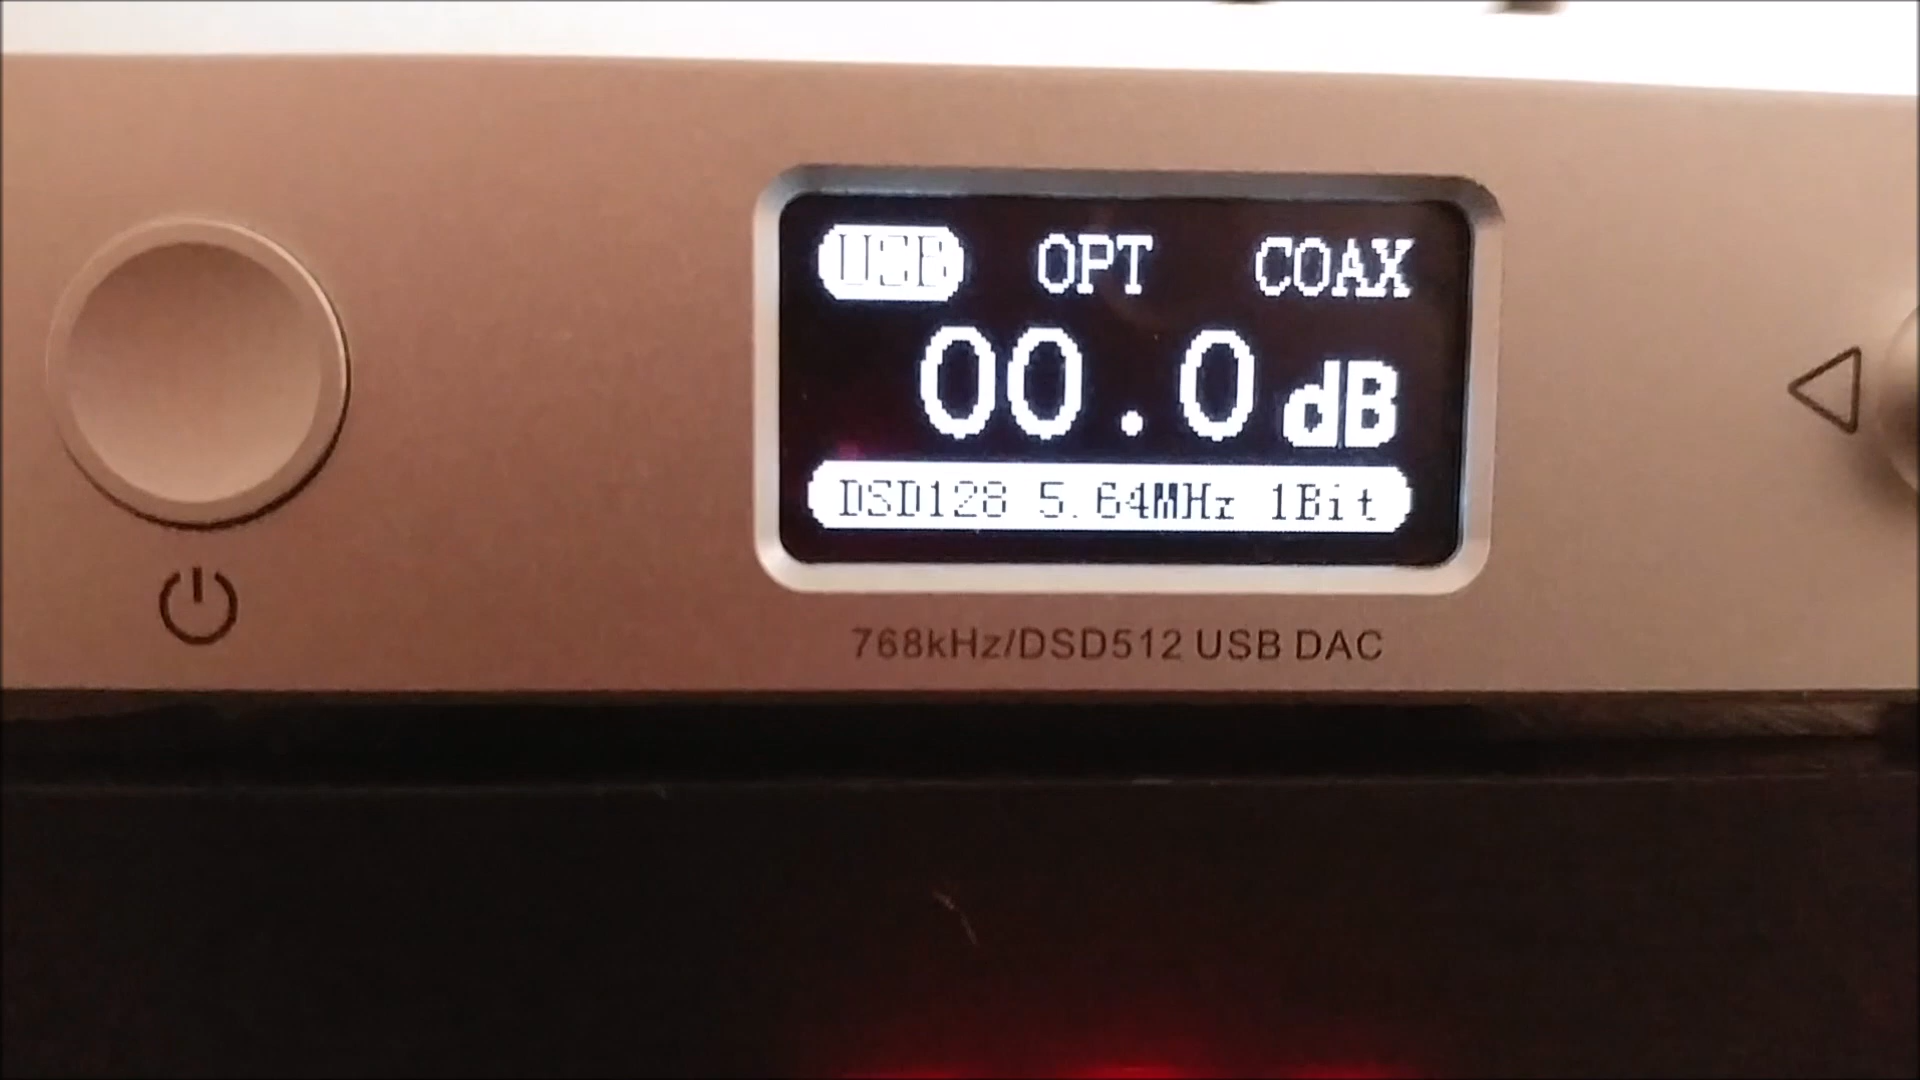 USB OPT COAX
00.0 dB
DSD128 5.64MHz 1Bit
768kHz/DSD512 USB DAC